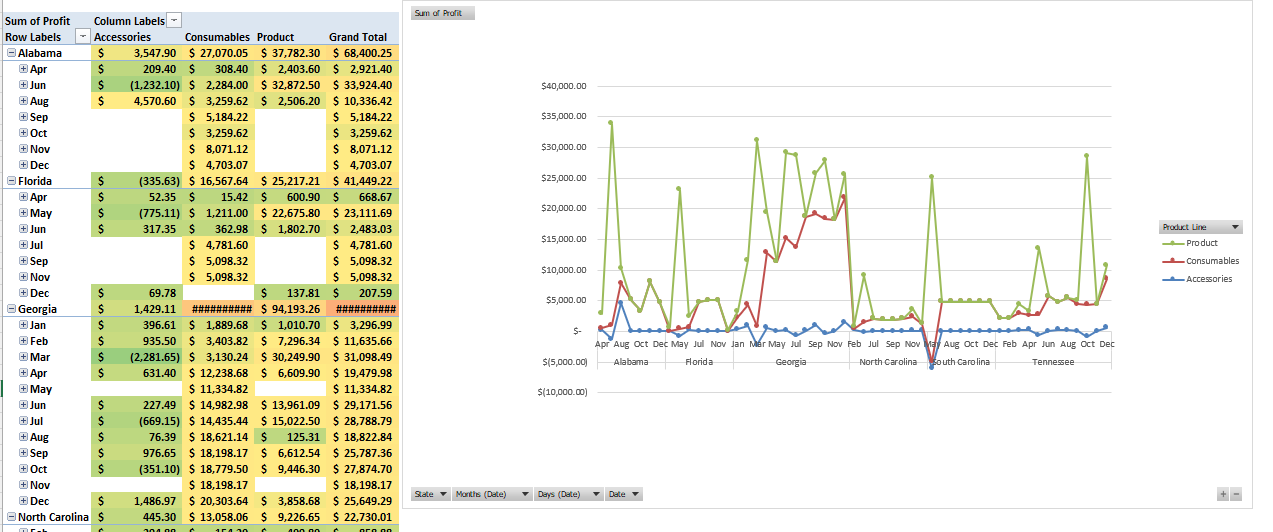 Sum of Profit Column Labels
Row Labels Accessories Consumables Product Grand Total
Alabama $ 3,547.90 $ 27,070.05 $ 37,782.30 $ 68,400.25
Apr $ 209.40 $ 308.40 $ 2,403.60 $ 2,921.40
Jun $ (1,232.10) $ 2,284.00 $ 32,872.50 $ 33,924.40
Aug $ 4,570.60 $ 3,259.62 $ 2,506.20 $ 10,336.42
Sep $ 5,184.22 $ 5,184.22
Oct $ 3,259.62 $ 3,259.62
Nov $ 8,071.12 $ 8,071.12
Dec $ 4,703.07 $ 4,703.07
Florida $ (335.63) $ 16,567.64 $ 25,217.21 $ 41,449.22
Apr $ 52.35 $ 15.42 $ 600.90 $ 668.67
May $ (775.11) $ 1,211.00 $ 22,675.80 $ 23,111.69
Jun $ 317.35 $ 362.98 $ 1,802.70 $ 2,483.03
Jul $ 4,781.60 $ 4,781.60
Sep $ 5,098.32 $ 5,098.32
Nov $ 5,098.32 $ 5,098.32
Dec $ 69.78 $ 137.81 $ 207.59
Georgia $ 1,429.11 ########## $ 94,193.26 ##########
Jan $ 396.61 $ 1,889.68 $ 1,010.70 $ 3,296.99
Feb $ 935.50 $ 3,403.82 $ 7,296.34 $ 11,635.66
Mar $ (2,281.65) $ 3,130.24 $ 30,249.90 $ 31,098.49
Apr $ 631.40 $ 12,238.68 $ 6,609.90 $ 19,479.98
May $ 11,334.82 $ 11,334.82
Jun $ 227.49 $ 14,982.98 $ 13,961.09 $ 29,171.56
Jul $ (669.15) $ 14,435.44 $ 15,022.50 $ 28,788.79
Aug $ 76.39 $ 18,621.14 $ 125.31 $ 18,822.84
Sep $ 976.65 $ 18,198.17 $ 6,612.54 $ 25,787.36
Oct $ (351.10) $ 18,779.50 $ 9,446.30 $ 27,874.70
Nov $ 18,198.17 $ 18,198.17
Dec $ 1,486.97 $ 20,303.64 $ 3,858.68 $ 25,649.29
North Carolina $ 445.30 $ 13,058.06 $ 9,226.65 $ 22,730.01
Sum of Profit
$40,000.00
$35,000.00
$30,000.00
$25,000.00
$20,000.00
$15,000.00
$10,000.00
$5,000.00
$-
$(5,000.00)
$(10,000.00)
Apr Aug Oct Dec May Jul Nov Jan Mar May Jul Sep Nov Feb Jul Nov May Aug Oct Dec Feb Apr Jun Aug Oct Dec
Alabama Florida Georgia North Carolina South Carolina Tennessee
Product Line
Product
Consumables
Accessories
State Months (Date) Days (Date) Date